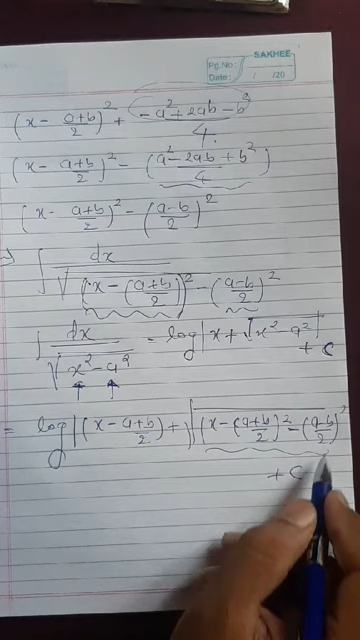 SAKHEE
Pg.No :
Date : / /20
(x - a+b/2)² + -a²+2ab-b²/4
(x - a+b/2)² - (a²-2ab+b²/4)
(x - a+b/2)² - (a-b/2)²
⇒ ∫ dx/√((x-(a+b/2))² - (a-b/2)²)
∫ dx/√(x²-a²) = log|x+√(x²-a²)| + c
= log|(x - a+b/2) + √((x-(a+b/2)² - (a-b/2)²
+ c